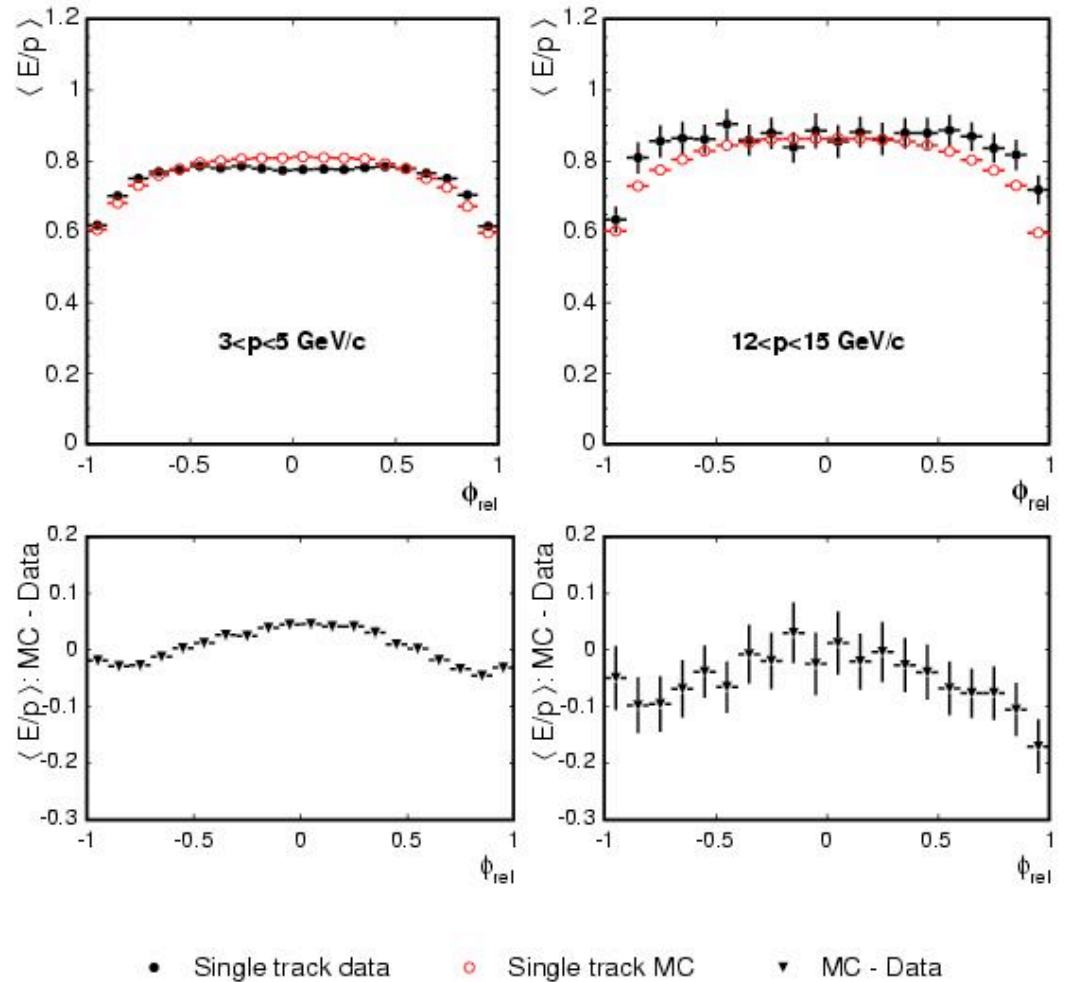 ⟨ E/p ⟩
1.2
1
0.8
0.6
0.4
0.2
0
3<p<5 GeV/c
-1 -0.5 0 0.5 1
ϕrel
⟨ E/p ⟩
1.2
1
0.8
0.6
0.4
0.2
0
12<p<15 GeV/c
-1 -0.5 0 0.5 1
ϕrel
⟨ E/p ⟩: MC - Data
0.2
0.1
0
-0.1
-0.2
-0.3
-1 -0.5 0 0.5 1
ϕrel
⟨ E/p ⟩: MC - Data
0.2
0.1
0
-0.1
-0.2
-0.3
-1 -0.5 0 0.5 1
ϕrel
Single track data Single track MC MC - Data